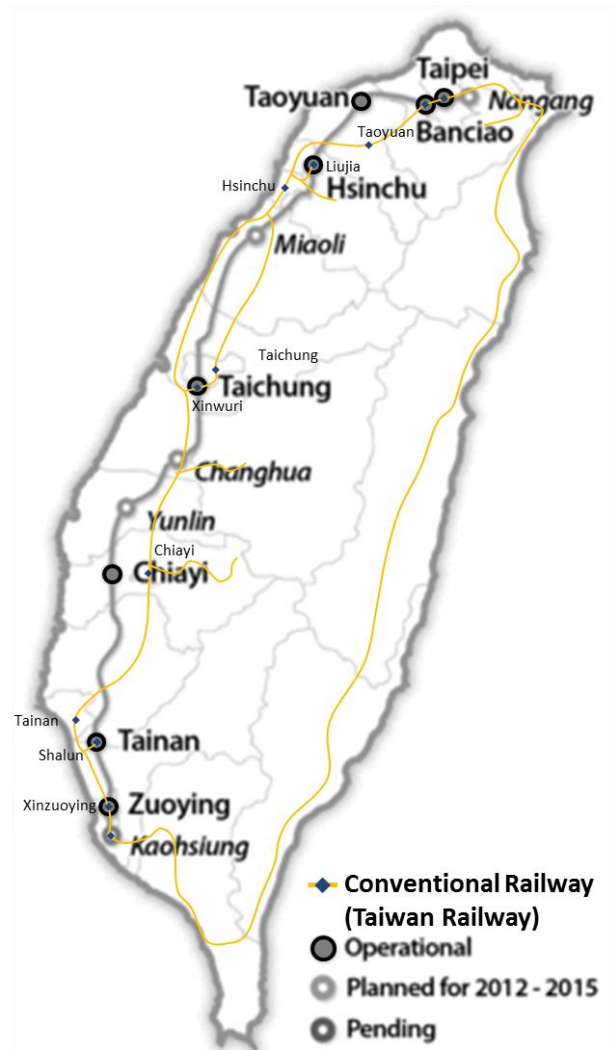 Taipei
Taoyuan
Nangang
Banciao
Taoyuan
Liujia
Hsinchu
Hsinchu
Miaoli
Taichung
Taichung
Xinwuri
Changhua
Yunlin
Chiayi
Chiayi
Tainan
Tainan
Shalun
Xinzuoying
Zuoying
Kaohsiung
Conventional Railway
(Taiwan Railway)
Operational
Planned for 2012 - 2015
Pending